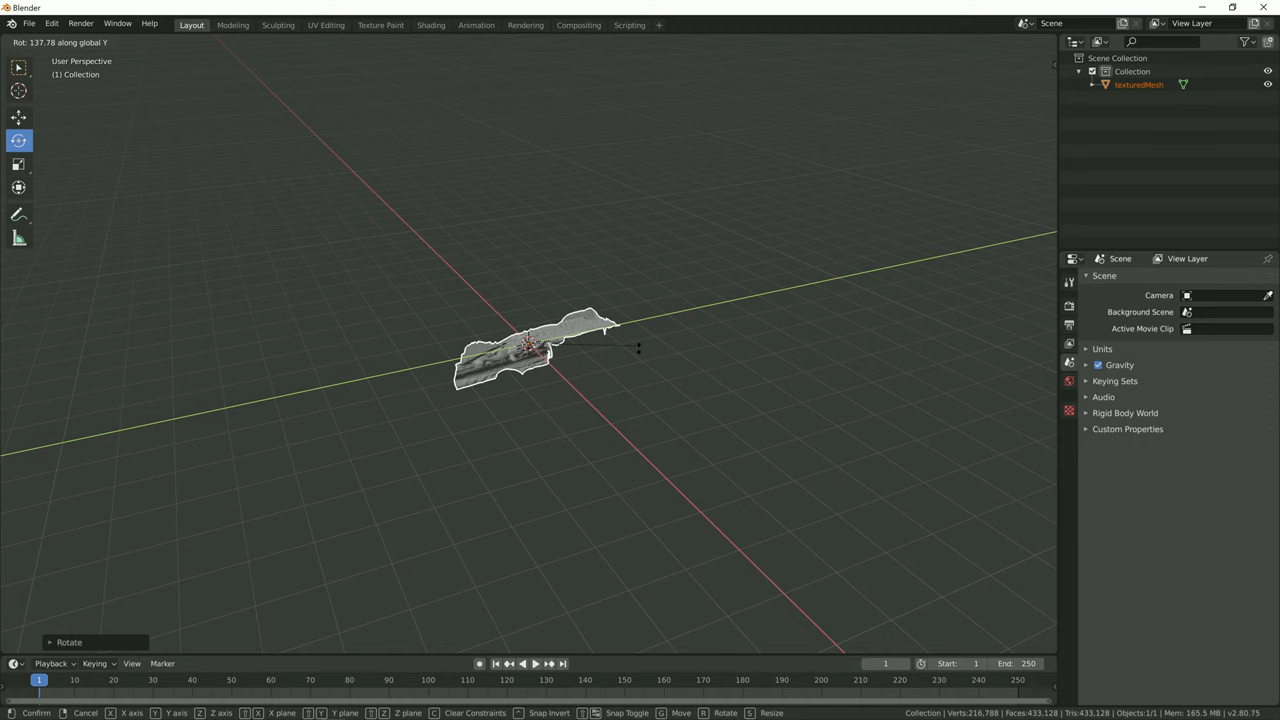 Blender
File Edit Render Window Help Layout Modeling Sculpting UV Editing Texture Paint Shading Animation Rendering Compositing Scripting + Scene View Layer
Rot: 137.78 along global Y
User Perspective
(1) Collection
Scene Collection
Collection
texturedMesh
Scene View Layer
Scene
Camera
Background Scene
Active Movie Clip
Units
Gravity
Keying Sets
Audio
Rigid Body World
Custom Properties
Rotate
Playback Keying View Marker 1 Start: 1 End: 250
1 10 20 30 40 50 60 70 80 90 100 110 120 130 140 150 160 170 180 190 200 210 220 230 240 250
Confirm Cancel X X axis Y Y axis Z Z axis X X plane Y Y plane Z Z plane C Clear Constraints Snap Invert Snap Toggle G Move R Rotate S Resize Collection | Verts:216,788 | Faces:433,128 | Tris:433,128 | Objects:1/1 | Mem: 165.5 MB | v2.80.75